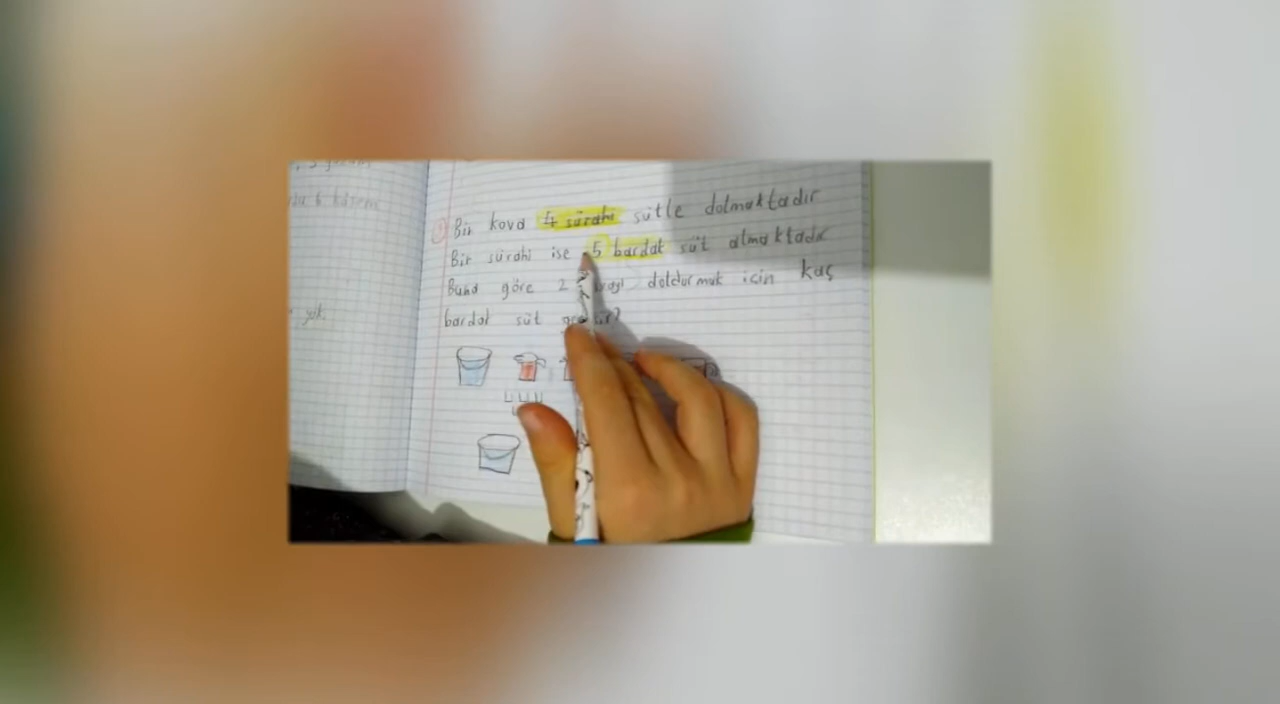 Bir kova 4 sürahi sütle dolmaktadır
Bir sürahi ise 5 bardak süt almaktadır
Buna göre 2 doldurmak için kaç
bardak süt
yok.